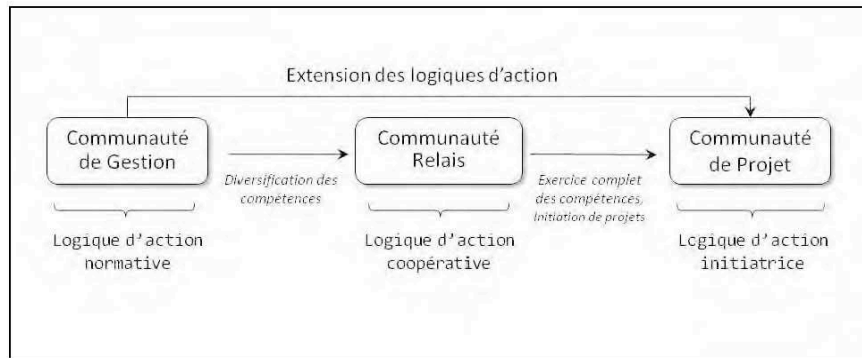 Extension des logiques d'action
Communauté
de Gestion
Diversification des
compétences
Communauté
Relais
Exercice complet
des compétences,
Initiation de projets
Communauté
de Projet
Logique d'action
normative
Logique d'action
coopérative
Logique d'action
initiatrice